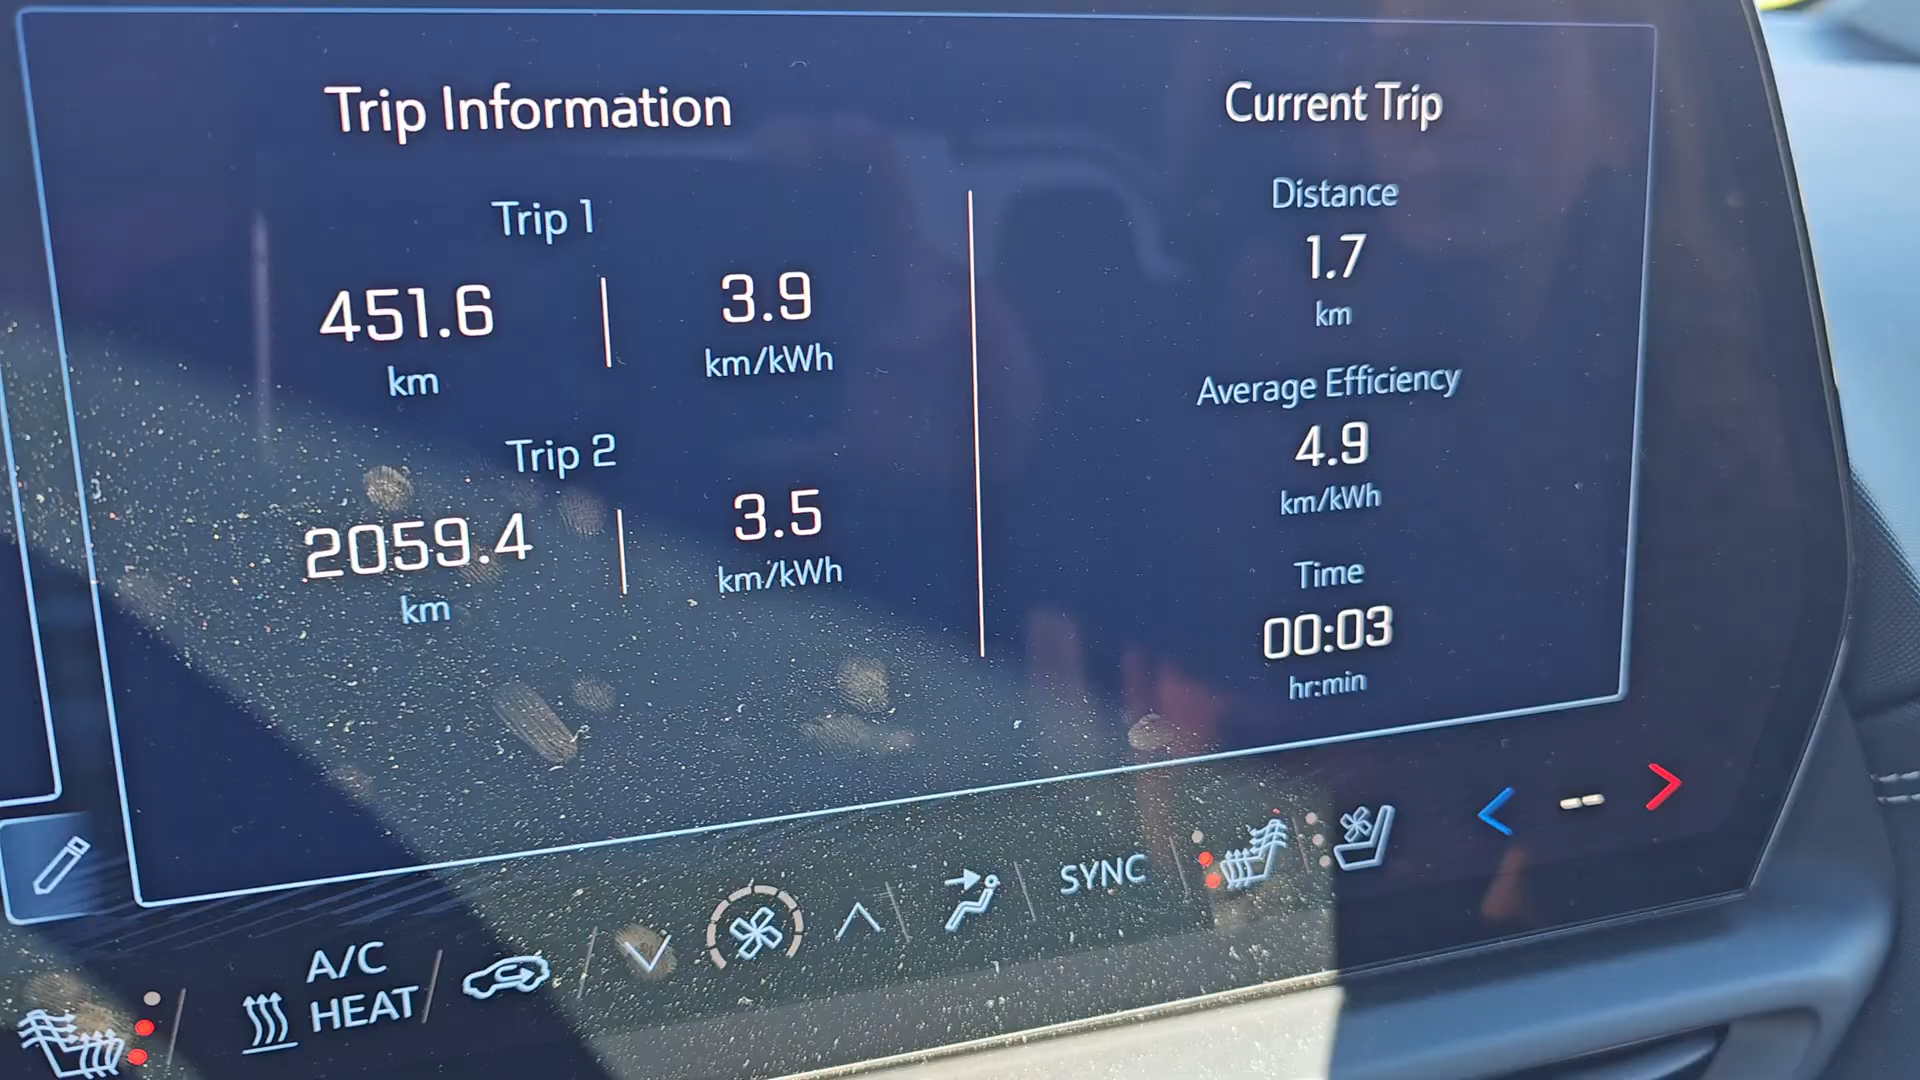 Trip Information
Trip 1
451.6 km
3.9 km/kWh
Trip 2
2059.4 km
3.5 km/kWh
Current Trip
Distance
1.7
km
Average Efficiency
4.9
km/kWh
Time
00:03
hr:min
A/C
HEAT
SYNC
--